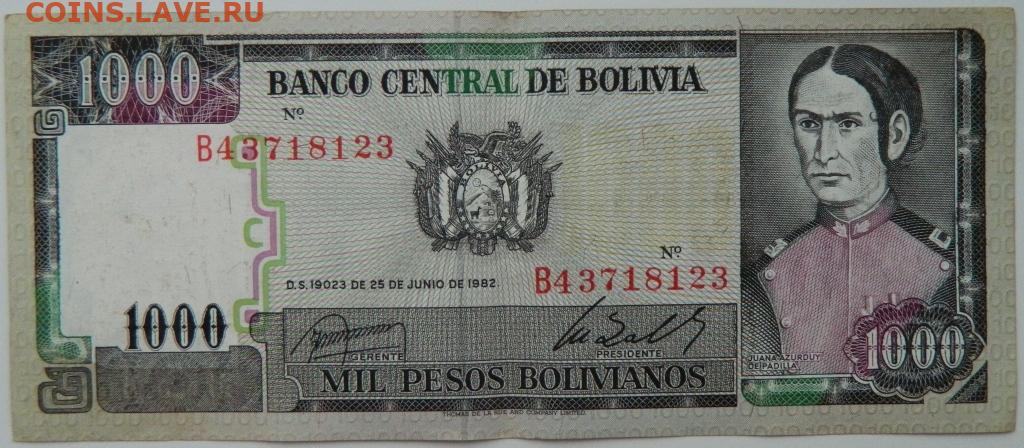 COINS.LAVE.RU
1000
BANCO CENTRAL DE BOLIVIA
Nº
B43718123
BOLIVIA
Nº
B43718123
D.S. 19023 DE 25 DE JUNIO DE 1982.
1000
GERENTE
PRESIDENTE
JUANA AZURDUY
DE PADILLA
1000
MIL PESOS BOLIVIANOS
THOMAS DE LA RUE AND COMPANY LIMITED.